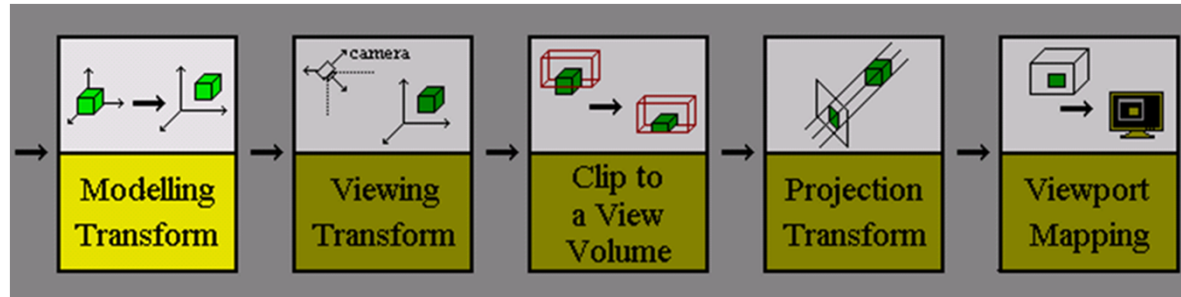 camera
Modelling
Transform
Viewing
Transform
Clip to
a View
Volume
Projection
Transform
Viewport
Mapping